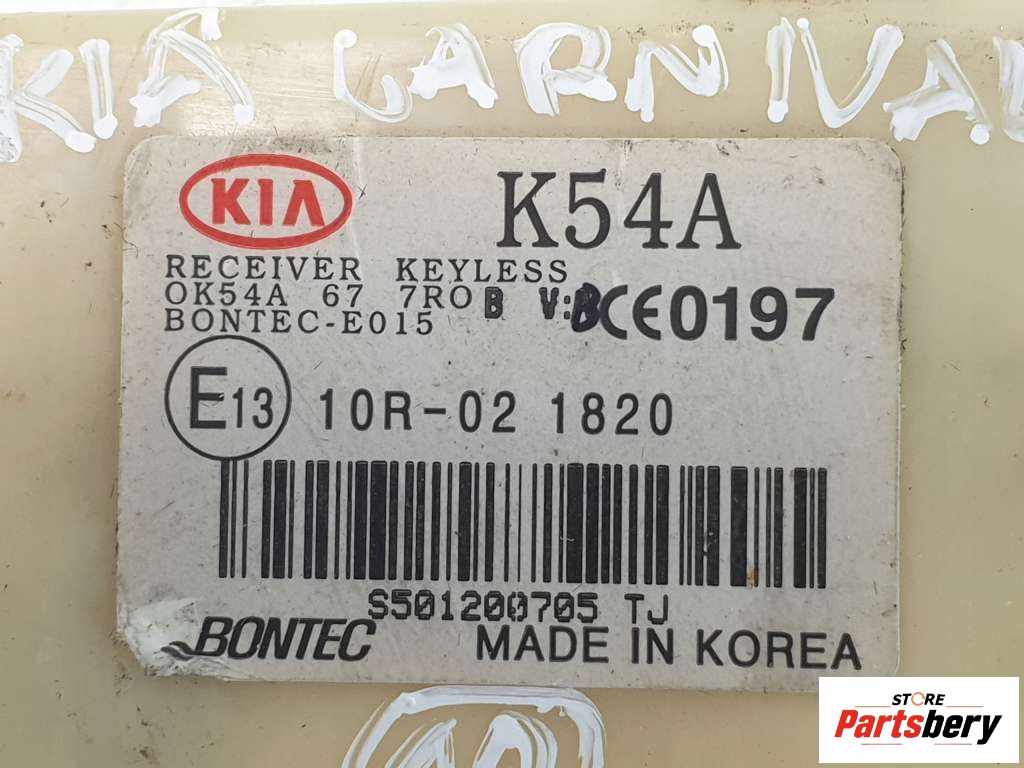 KIA CARNIVAL
KIA K54A
RECEIVER KEYLESS
OK54A 67 7RO B V:B CE0197
BONTEC-E015
E13 10R-02 1820
S501200705 TJ
BONTEC MADE IN KOREA
STORE
Partsbery